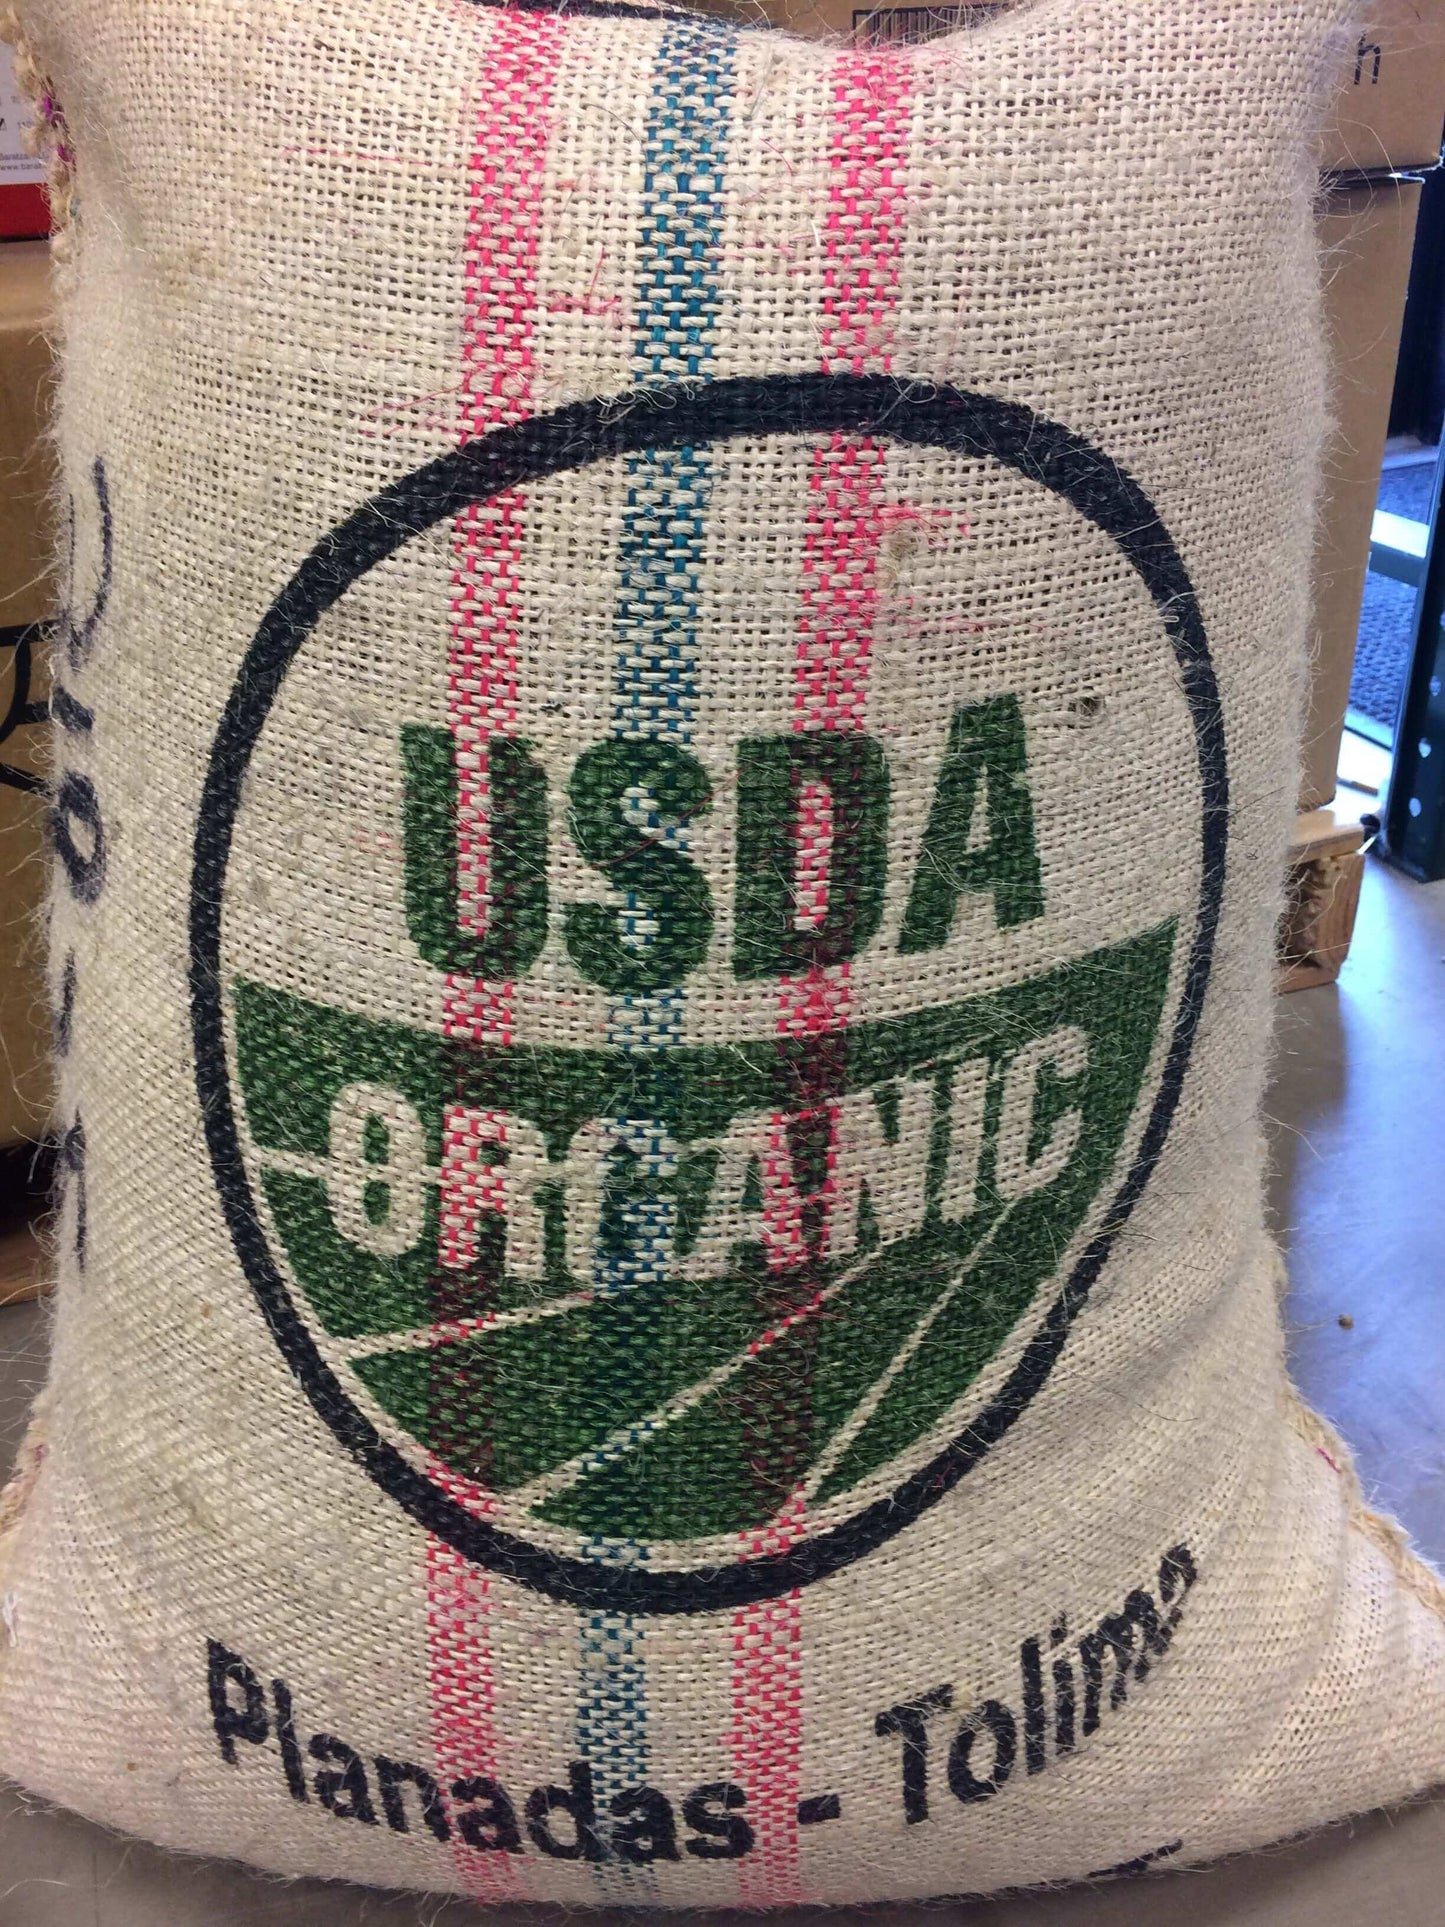 USDA
ORGANIC
Planadas - Tolima